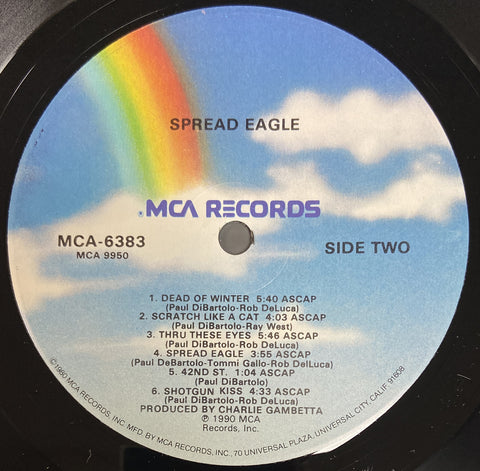 SPREAD EAGLE
® MCA RECORDS
MCA-6383
MCA 9950
SIDE TWO
1. DEAD OF WINTER 5:40 ASCAP
(Paul DiBartolo-Rob DeLuca)
2. SCRATCH LIKE A CAT 4:03 ASCAP
(Paul DiBartolo-Ray West)
3. THRU THESE EYES 5:46 ASCAP
(Paul DiBartolo-Rob DeLuca)
4. SPREAD EAGLE 3:55 ASCAP
(Paul DeBartolo-Tommi Gallo-Rob DeLuca)
5. 42ND ST. 1:04 ASCAP
(Paul DiBartolo)
6. SHOTGUN KISS 4:33 ASCAP
(Paul DiBartolo-Rob DeLuca)
PRODUCED BY CHARLIE GAMBETTA
℗ 1990 MCA
Records, Inc.
©1980 MCA RECORDS, INC. MFD. BY MCA RECORDS, INC., 70 UNIVERSAL PLAZA, UNIVERSAL CITY, CALIF. 91608